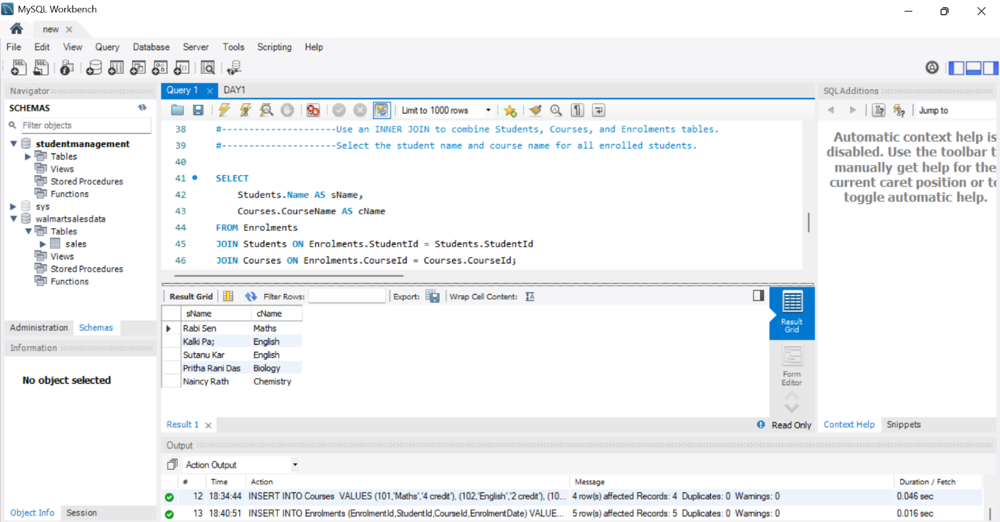 MySQL Workbench
new
File Edit View Query Database Server Tools Scripting Help
Navigator
SCHEMAS
Filter objects
studentmanagement
Tables
Views
Stored Procedures
Functions
sys
walmartsalesdata
Tables
sales
Views
Stored Procedures
Functions
Administration Schemas
Information
No object selected
Object Info Session
Query 1 DAY1
Limit to 1000 rows
38 #---------------------Use an INNER JOIN to combine Students, Courses, and Enrolments tables.
39 #---------------------Select the student name and course name for all enrolled students.
40
41 SELECT
42 Students.Name AS sName,
43 Courses.CourseName AS cName
44 FROM Enrolments
45 JOIN Students ON Enrolments.StudentId = Students.StudentId
46 JOIN Courses ON Enrolments.CourseId = Courses.CourseId;
Result Grid Filter Rows: Export: Wrap Cell Content:
sName cName
Rabi Sen Maths
Kalki Pa; English
Sutanu Kar English
Pritha Rani Das Biology
Naincy Rath Chemistry
Result
Grid
Form
Editor
Result 1 Read Only
Output
Action Output
# Time Action Message Duration / Fetch
12 18:34:44 INSERT INTO Courses VALUES (101,'Maths','4 credit'), (102,'English','2 credit'), (10... 4 row(s) affected Records: 4 Duplicates: 0 Warnings: 0 0.046 sec
13 18:40:51 INSERT INTO Enrolments (EnrolmentId,StudentId,CourseId,EnrolmentDate) VALUE... 5 row(s) affected Records: 5 Duplicates: 0 Warnings: 0 0.016 sec
SQLAdditions
Jump to
Automatic context help is
disabled. Use the toolbar t
manually get help for the
current caret position or to
toggle automatic help.
Context Help Snippets